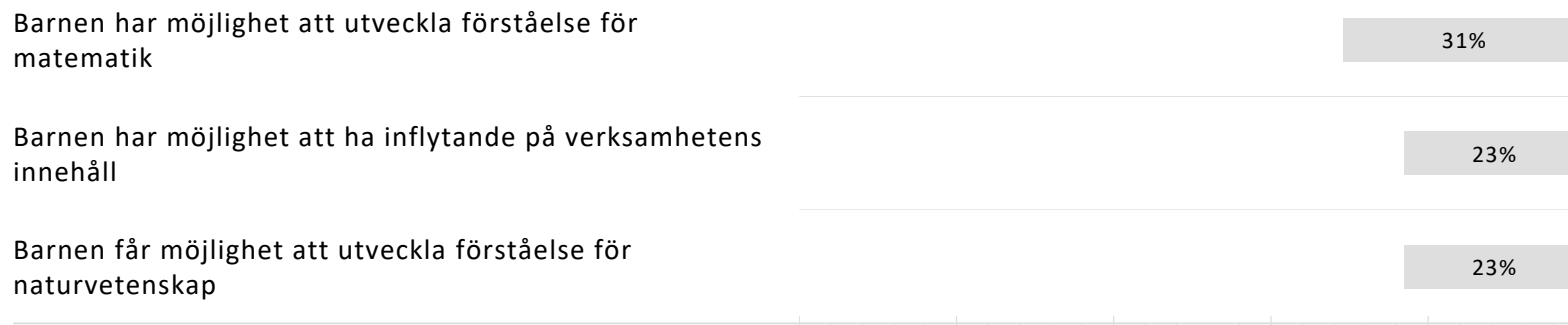 Barnen har möjlighet att utveckla förståelse för
matematik
31%
Barnen har möjlighet att ha inflytande på verksamhetens
innehåll
23%
Barnen får möjlighet att utveckla förståelse för
naturvetenskap
23%